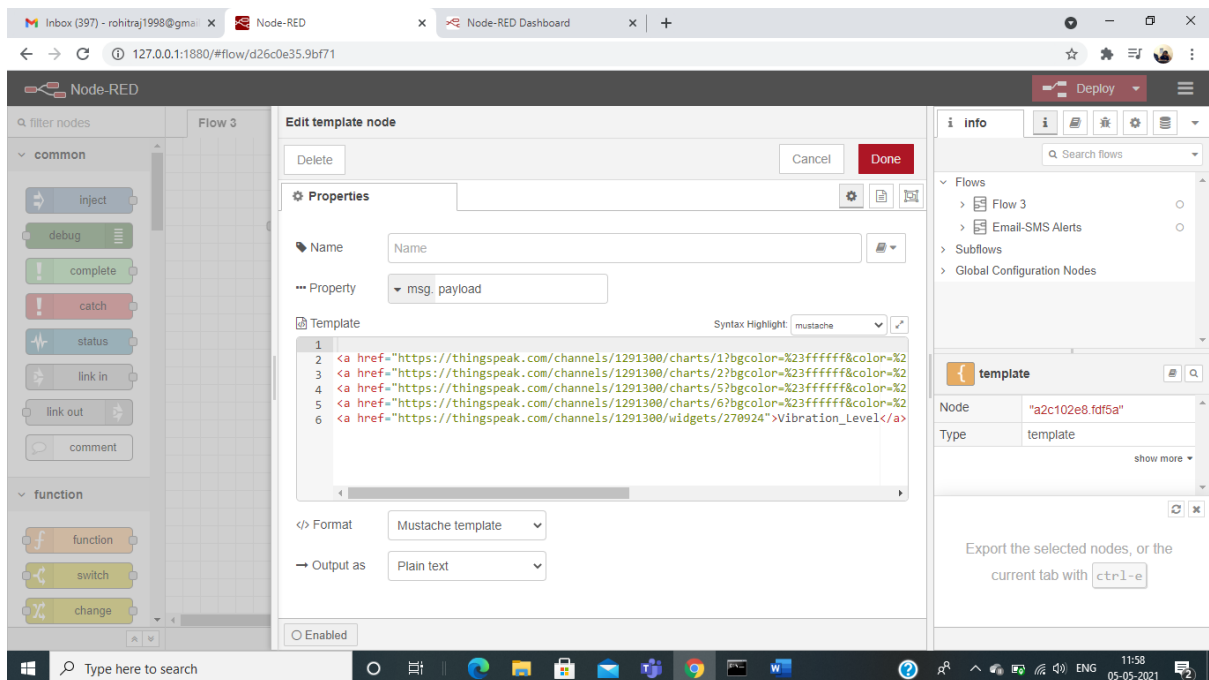 Inbox (397) - rohitraj1998@gmai
Node-RED
Node-RED Dashboard
127.0.0.1:1880/#flow/d26c0e35.9bf71
Node-RED
Deploy
filter nodes
common
inject
debug
complete
catch
status
link in
link out
comment
function
function
switch
change
Flow 3
Edit template node
Delete
Cancel
Done
Properties
Name
Name
Property
msg. payload
Template
Syntax Highlight: mustache
1
2 <a href="https://thingspeak.com/channels/1291300/charts/1?bgcolor=%23ffffff&color=%2
3 <a href="https://thingspeak.com/channels/1291300/charts/2?bgcolor=%23ffffff&color=%2
4 <a href="https://thingspeak.com/channels/1291300/charts/5?bgcolor=%23ffffff&color=%2
5 <a href="https://thingspeak.com/channels/1291300/charts/6?bgcolor=%23ffffff&color=%2
6 <a href="https://thingspeak.com/channels/1291300/widgets/270924">Vibration_Level</a>
</> Format
Mustache template
Output as
Plain text
Enabled
i info
i
Search flows
Flows
Flow 3
Email-SMS Alerts
Subflows
Global Configuration Nodes
template
Node "a2c102e8.fdf5a"
Type template
show more
Export the selected nodes, or the
current tab with ctrl-e
Type here to search
ENG
11:58
05-05-2021